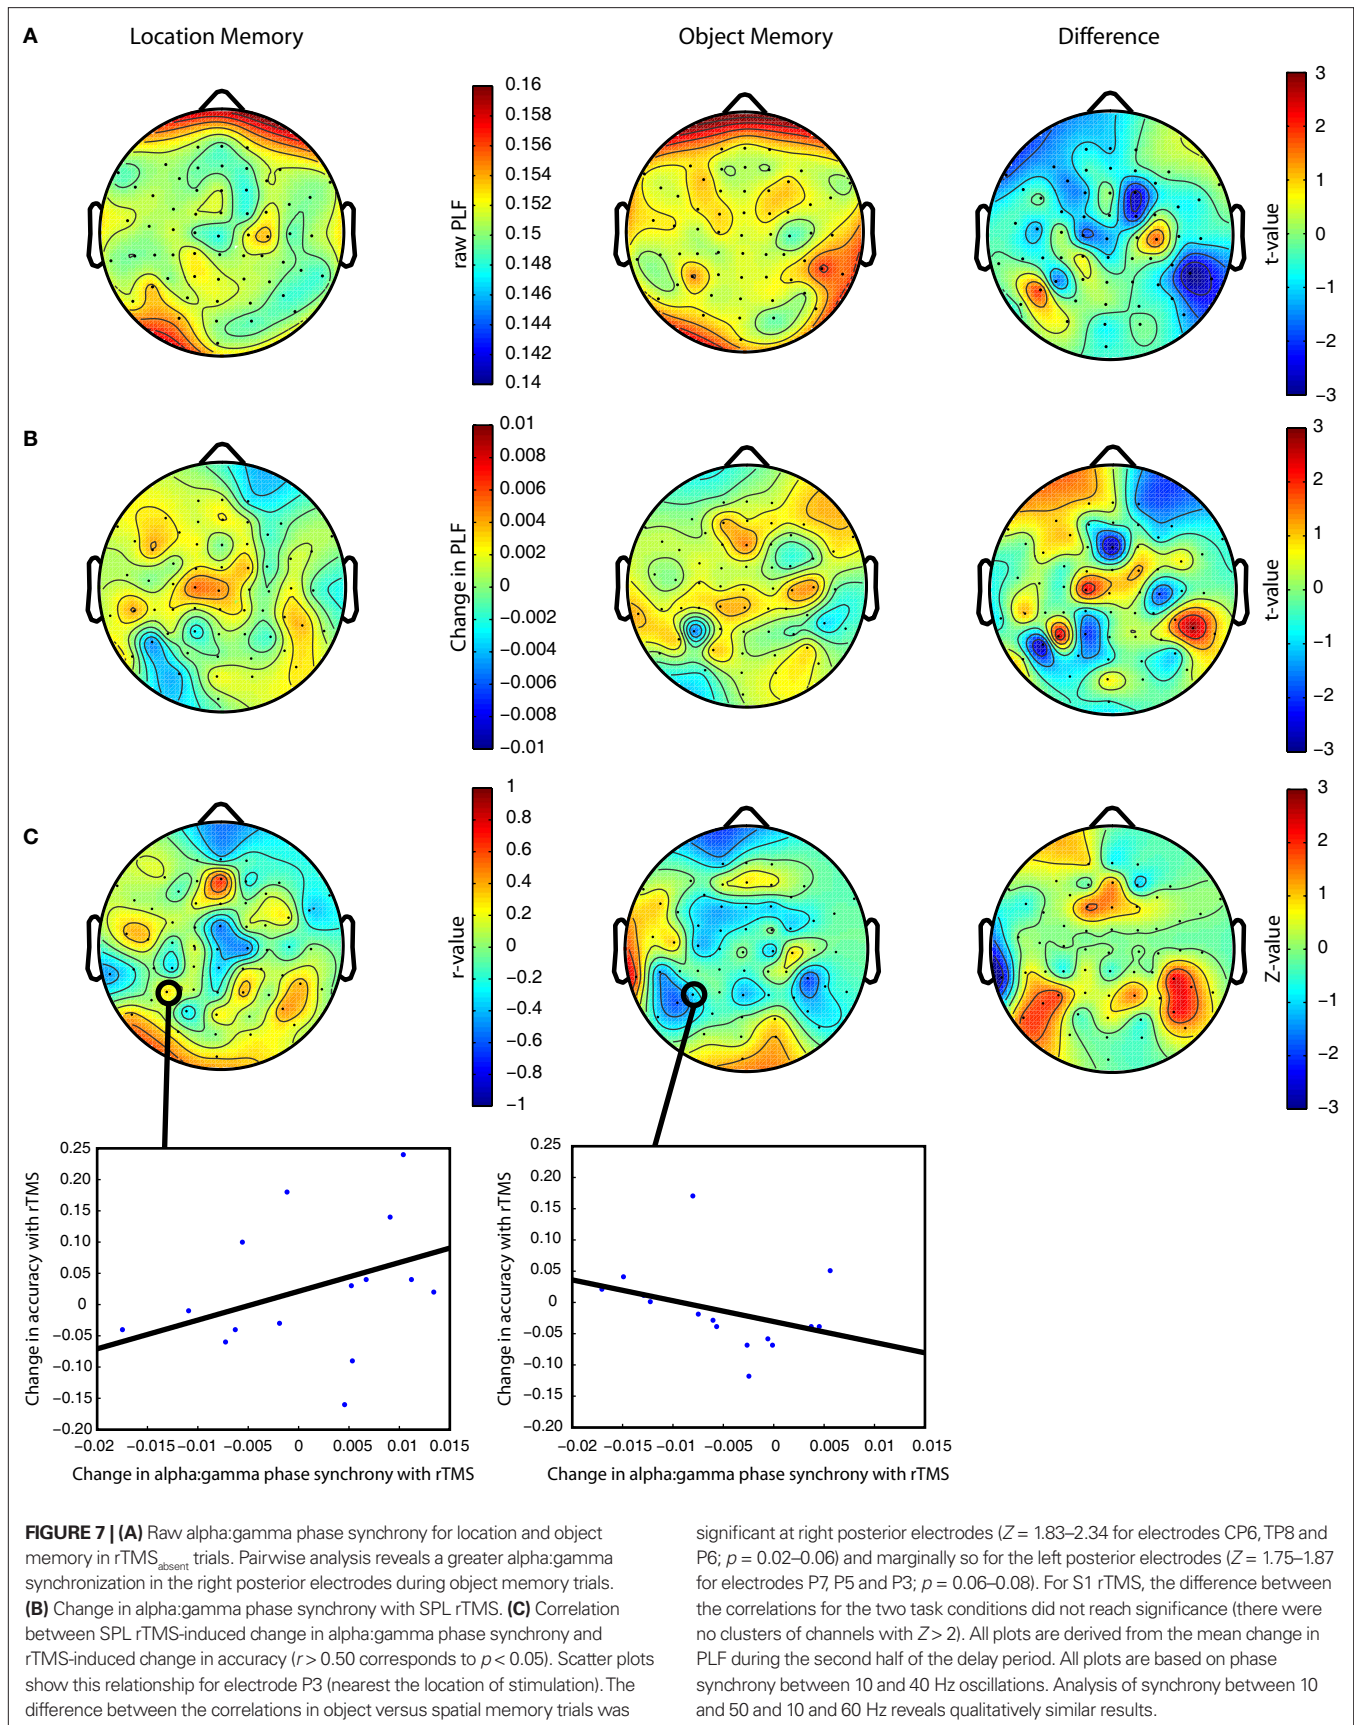 A
Location Memory
Object Memory
Difference
0.16
0.158
0.156
0.154
0.152
0.15
0.148
0.146
0.144
0.142
0.14
raw PLF
3
2
1
0
−1
−2
−3
t-value
B
0.01
0.008
0.006
0.004
0.002
0
−0.002
−0.004
−0.006
−0.008
−0.01
Change in PLF
3
2
1
0
−1
−2
−3
t-value
C
1
0.8
0.6
0.4
0.2
0
−0.2
−0.4
−0.6
−0.8
−1
r-value
3
2
1
0
−1
−2
−3
Z-value
0.25
0.20
0.15
0.10
0.05
0
−0.05
−0.10
−0.15
−0.20
Change in accuracy with rTMS
−0.02 −0.015 −0.01 −0.005 0 0.005 0.01 0.015
Change in alpha:gamma phase synchrony with rTMS
0.25
0.20
0.15
0.10
0.05
0
−0.05
−0.10
−0.15
−0.20
Change in accuracy with rTMS
−0.02 −0.015 −0.01 −0.005 0 0.005 0.01 0.015
Change in alpha:gamma phase synchrony with rTMS
FIGURE 7 | (A) Raw alpha:gamma phase synchrony for location and object
memory in rTMSabsent trials. Pairwise analysis reveals a greater alpha:gamma
synchronization in the right posterior electrodes during object memory trials.
(B) Change in alpha:gamma phase synchrony with SPL rTMS. (C) Correlation
between SPL rTMS-induced change in alpha:gamma phase synchrony and
rTMS-induced change in accuracy (r > 0.50 corresponds to p < 0.05). Scatter plots
show this relationship for electrode P3 (nearest the location of stimulation). The
difference between the correlations in object versus spatial memory trials was
significant at right posterior electrodes (Z = 1.83–2.34 for electrodes CP6, TP8 and
P6; p = 0.02–0.06) and marginally so for the left posterior electrodes (Z = 1.75–1.87
for electrodes P7, P5 and P3; p = 0.06–0.08). For S1 rTMS, the difference between
the correlations for the two task conditions did not reach significance (there were
no clusters of channels with Z > 2). All plots are derived from the mean change in
PLF during the second half of the delay period. All plots are based on phase
synchrony between 10 and 40 Hz oscillations. Analysis of synchrony between 10
and 50 and 10 and 60 Hz reveals qualitatively similar results.